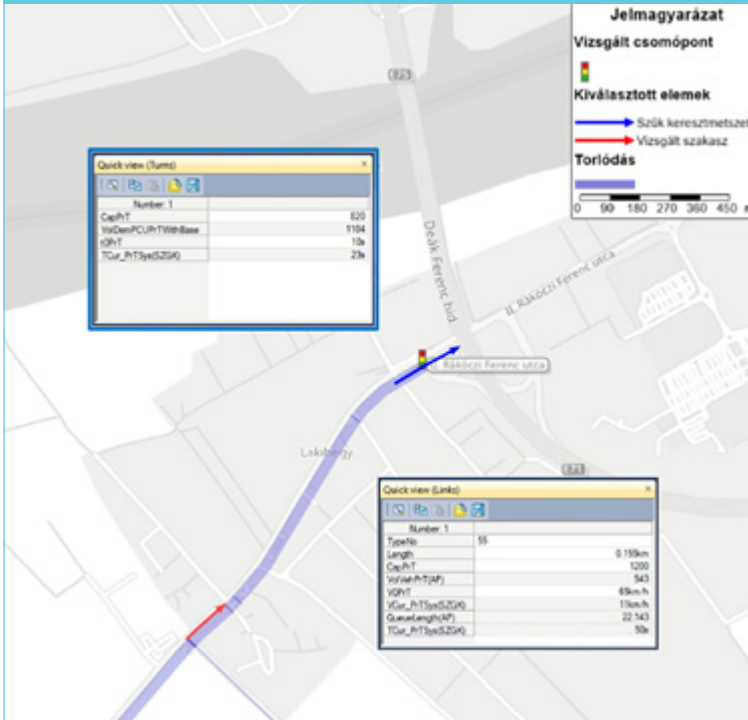 Jelmagyarázat
Vizsgált csomópont
Kiválasztott elemek
Szűk keresztmetszet
Vizsgált szakasz
Torlódás
0 90 180 270 360 450
Quick view (Turns)
Number: 1
CapPrT 820
VolDemPCUPrTWithBase 1104
t0PrT 10s
TCur_PrTSys(SZGK) 23s
Deák Ferenc híd
II. Rákóczi Ferenc utca
II. Rákóczi Ferenc utca
Lakihegy
Quick view (Links)
Number: 1
TypeNo 55
Length 0.159km
CapPrT 1200
VolVehPrT(AP) 543
V0PrT 65km/h
VCur_PrTSys(SZGK) 11km/h
QueueLength(AP) 22.143
TCur_PrTSys(SZGK) 50s